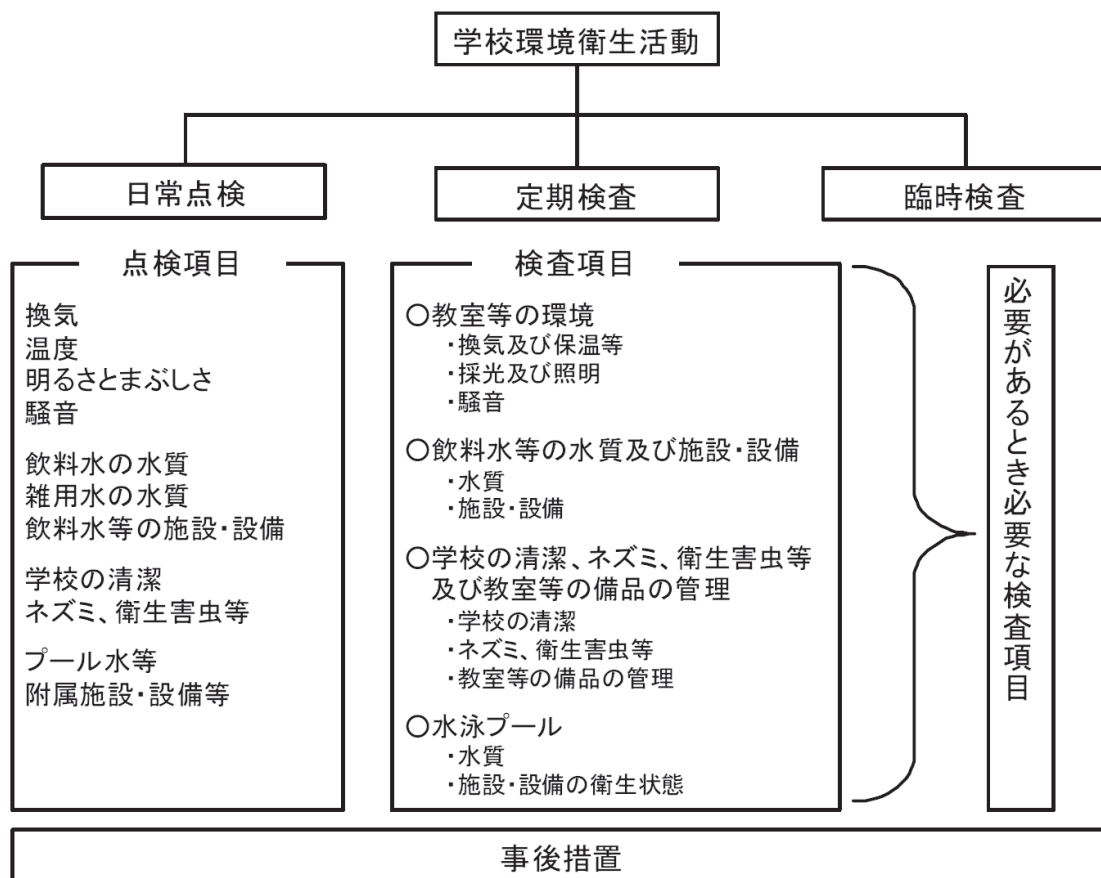 学校環境衛生活動
日常点検
定期検査
臨時検査
点検項目
換気
温度
明るさとまぶしさ
騒音
飲料水の水質
雑用水の水質
飲料水等の施設・設備
学校の清潔
ネズミ、衛生害虫等
プール水等
附属施設・設備等
検査項目
○教室等の環境
・換気及び保温等
・採光及び照明
・騒音
○飲料水等の水質及び施設・設備
・水質
・施設・設備
○学校の清潔、ネズミ、衛生害虫等
及び教室等の備品の管理
・学校の清潔
・ネズミ、衛生害虫等
・教室等の備品の管理
○水泳プール
・水質
・施設・設備の衛生状態
必要があるとき必要な検査項目
事後措置